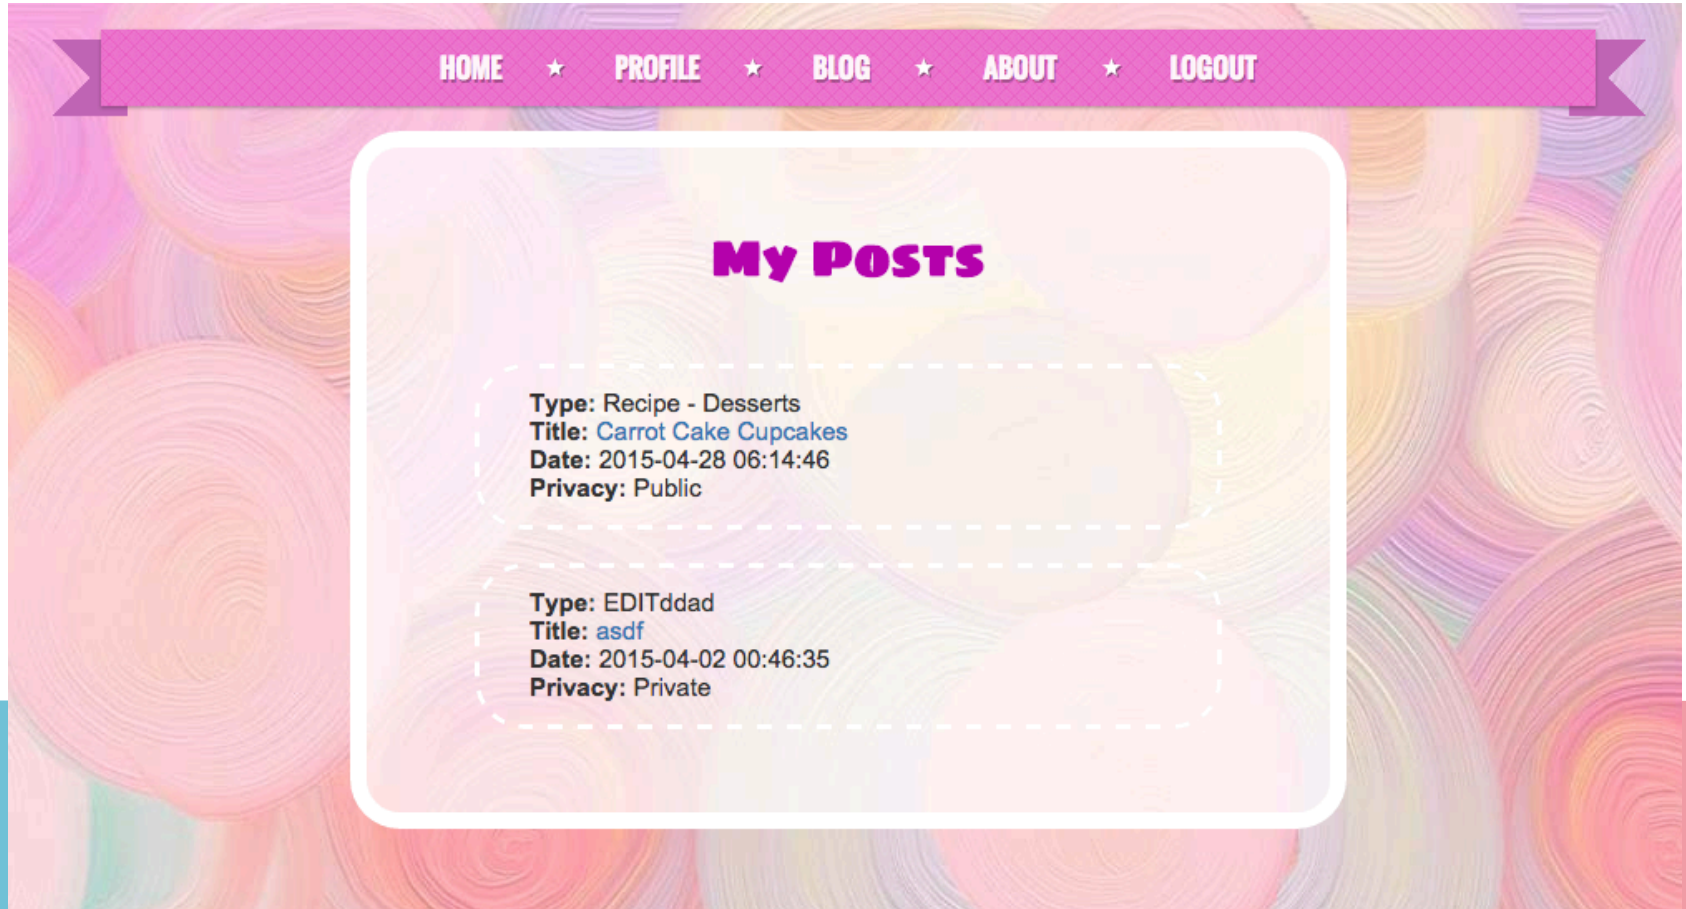 HOME ★ PROFILE ★ BLOG ★ ABOUT ★ LOGOUT
My Posts
Type: Recipe - Desserts
Title: Carrot Cake Cupcakes
Date: 2015-04-28 06:14:46
Privacy: Public
Type: EDITddad
Title: asdf
Date: 2015-04-02 00:46:35
Privacy: Private